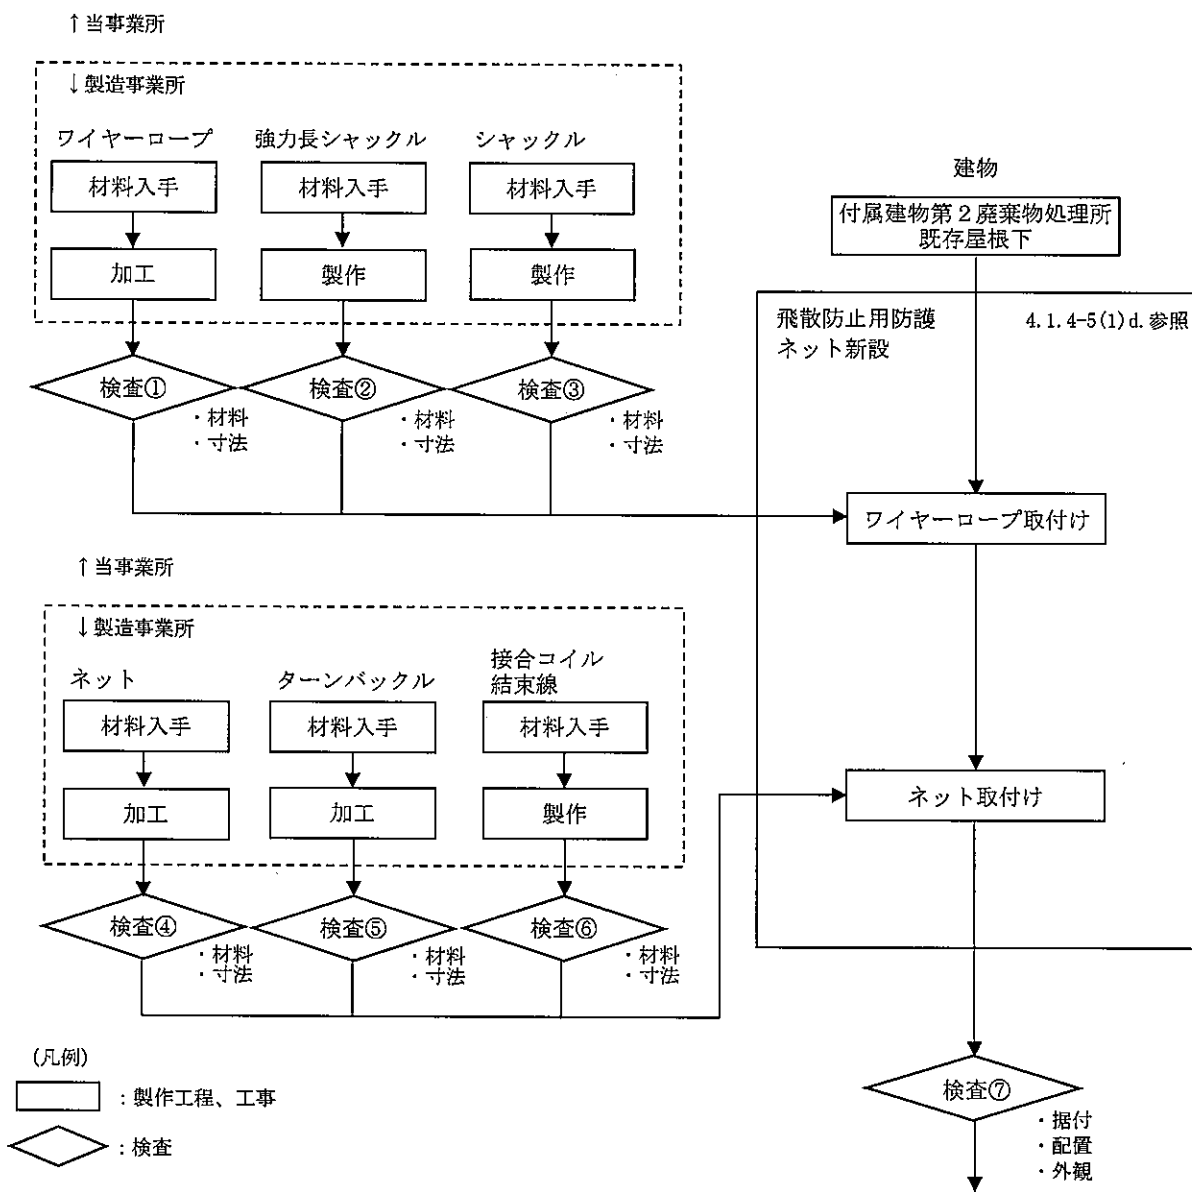 ↑当事業所
↓製造事業所
ワイヤーロープ
材料入手
加工
検査①
・材料
・寸法
強力長シャックル
材料入手
製作
検査②
・材料
・寸法
シャックル
材料入手
製作
検査③
・材料
・寸法
建物
付属建物第2廃棄物処理所
既存屋根下
飛散防止用防護
ネット新設
4.1.4-5(1)d.参照
ワイヤーロープ取付け
↑当事業所
↓製造事業所
ネット
材料入手
加工
検査④
・材料
・寸法
ターンバックル
材料入手
加工
検査⑤
・材料
・寸法
接合コイル
結束線
材料入手
製作
検査⑥
・材料
・寸法
ネット取付け
検査⑦
・据付
・配置
・外観
(凡例)
：製作工程、工事
：検査